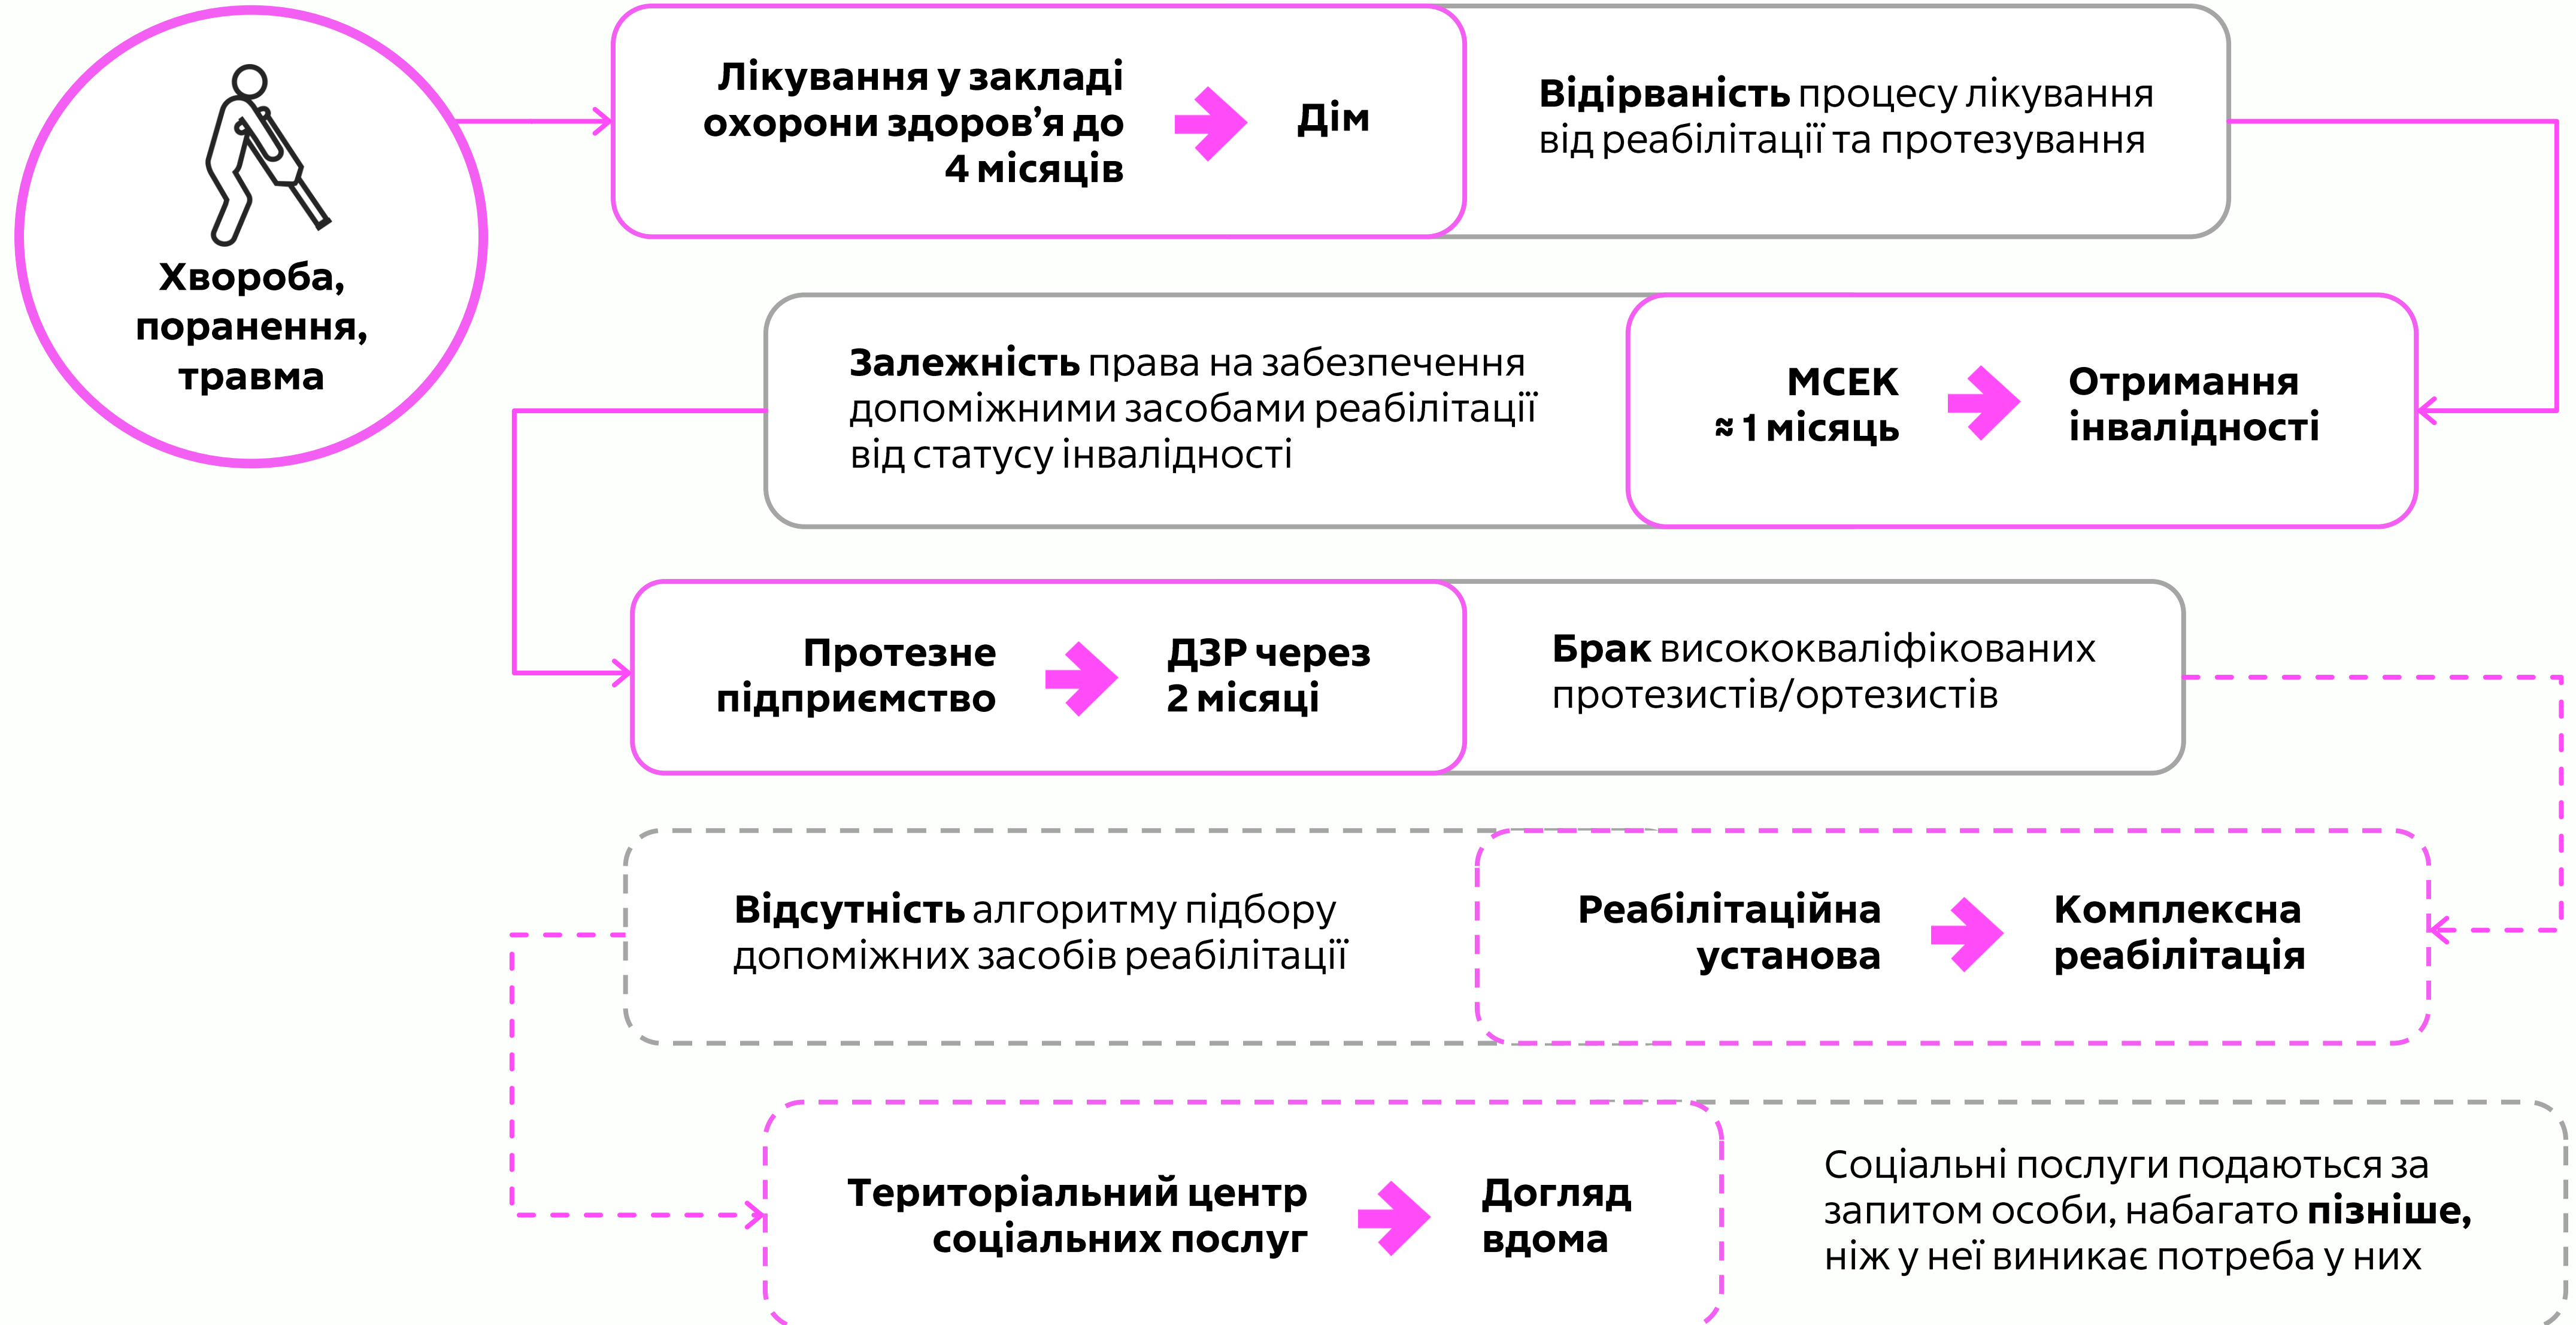 Хвороба,
поранення,
травма
Лікування у закладі
охорони здоров’я до
4 місяців
Дім
Відірваність процесу лікування
від реабілітації та протезування
МСЕК
≈ 1 місяць
Отримання
інвалідності
Залежність права на забезпечення
допоміжними засобами реабілітації
від статусу інвалідності
Протезне
підприємство
ДЗР через
2 місяці
Брак висококваліфікованих
протезистів/ортезистів
Реабілітаційна
установа
Комплексна
реабілітація
Відсутність алгоритму підбору
допоміжних засобів реабілітації
Територіальний центр
соціальних послуг
Догляд
вдома
Соціальні послуги подаються за
запитом особи, набагато пізніше,
ніж у неї виникає потреба у них